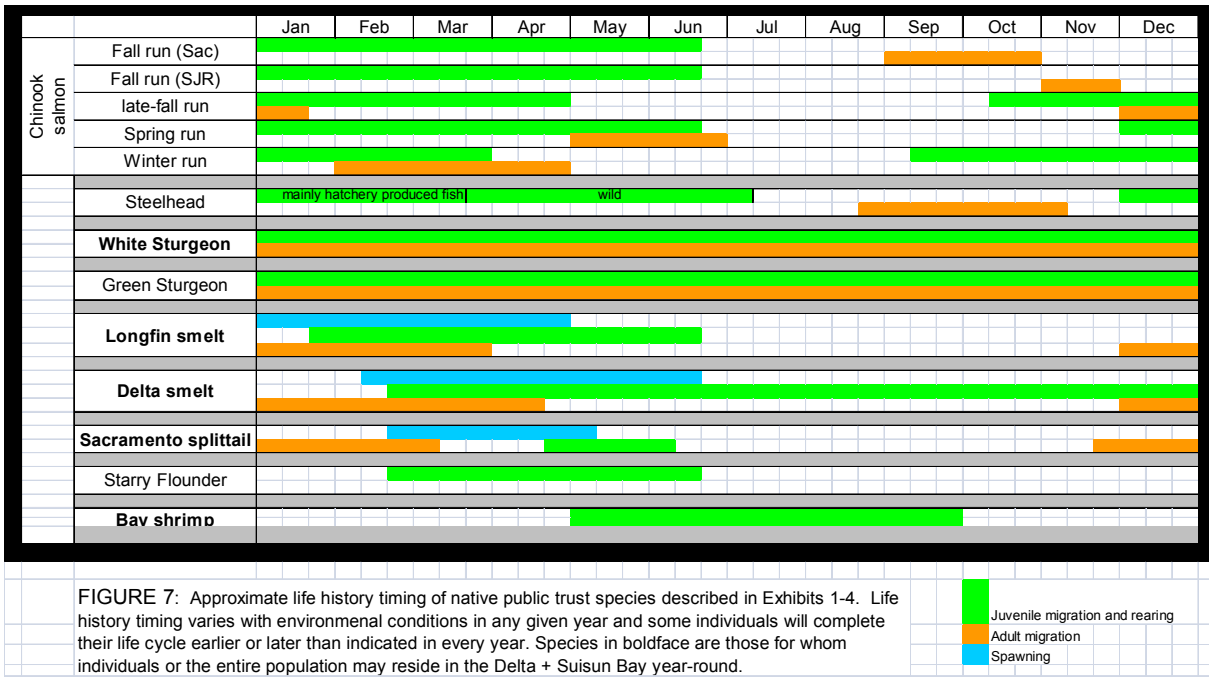 Jan Feb Mar Apr May Jun Jul Aug Sep Oct Nov Dec
Chinook
salmon
Fall run (Sac)
Fall run (SJR)
late-fall run
Spring run
Winter run
Steelhead mainly hatchery produced fish wild
White Sturgeon
Green Sturgeon
Longfin smelt
Delta smelt
Sacramento splittail
Starry Flounder
Bay shrimp
FIGURE 7: Approximate life history timing of native public trust species described in Exhibits 1-4. Life
history timing varies with environmenal conditions in any given year and some individuals will complete
their life cycle earlier or later than indicated in every year. Species in boldface are those for whom
individuals or the entire population may reside in the Delta + Suisun Bay year-round.
Juvenile migration and rearing
Adult migration
Spawning